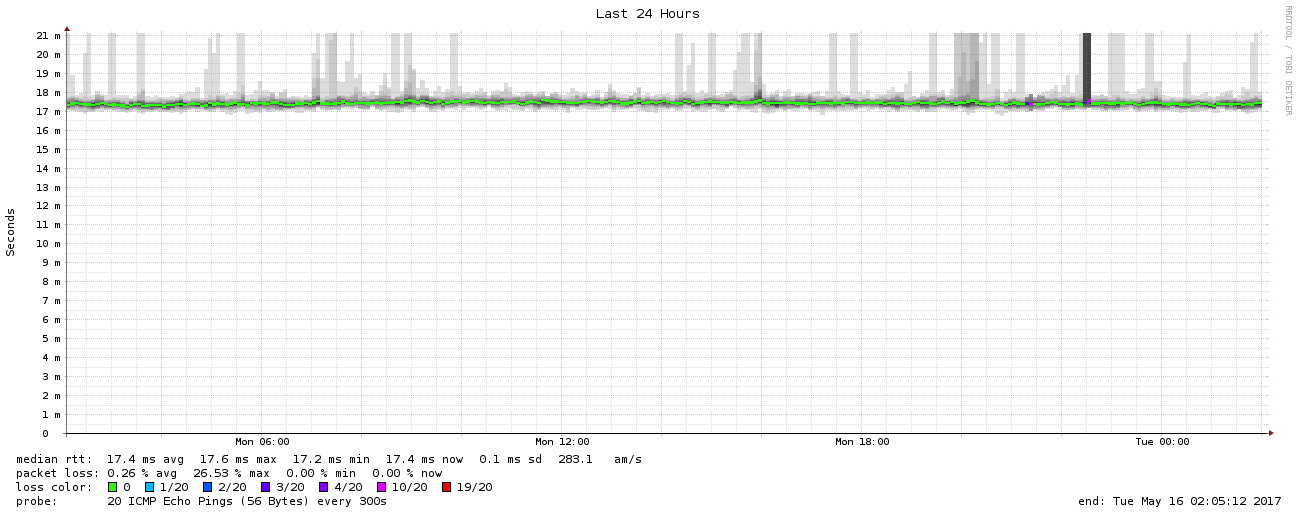 Last 24 Hours
RRDTOOL / TOBI OETIKER
Seconds
21 m
20 m
19 m
18 m
17 m
16 m
15 m
14 m
13 m
12 m
11 m
10 m
9 m
8 m
7 m
6 m
5 m
4 m
3 m
2 m
1 m
0
Mon 06:00 Mon 12:00 Mon 18:00 Tue 00:00
median rtt: 17.4 ms avg 17.6 ms max 17.2 ms min 17.4 ms now 0.1 ms sd 283.1 am/s
packet loss: 0.26 % avg 26.53 % max 0.00 % min 0.00 % now
loss color: 0 1/20 2/20 3/20 4/20 10/20 19/20
probe: 20 ICMP Echo Pings (56 Bytes) every 300s end: Tue May 16 02:05:12 2017